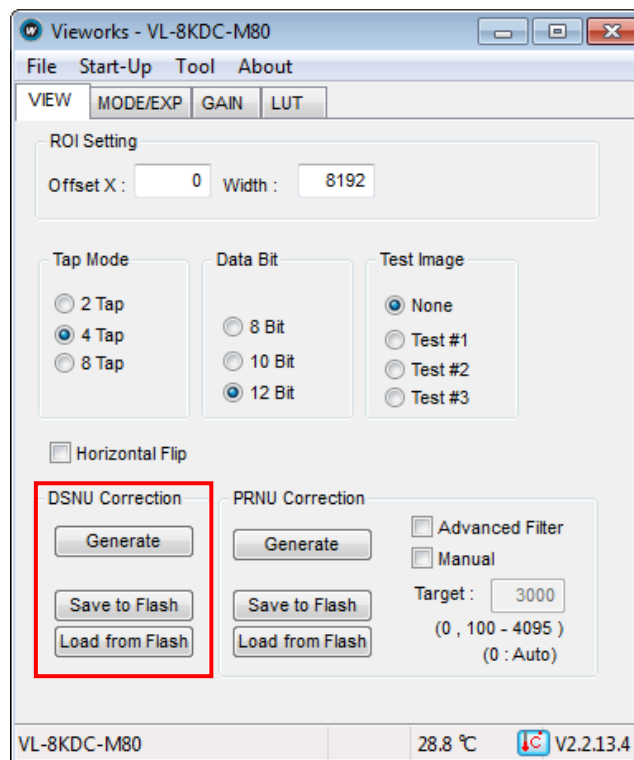 Vieworks - VL-8KDC-M80
File Start-Up Tool About
VIEW MODE/EXP GAIN LUT
ROI Setting
Offset X : 0 Width : 8192
Tap Mode
2 Tap
4 Tap
8 Tap
Data Bit
8 Bit
10 Bit
12 Bit
Test Image
None
Test #1
Test #2
Test #3
Horizontal Flip
DSNU Correction
Generate
Save to Flash
Load from Flash
PRNU Correction
Generate
Save to Flash
Load from Flash
Advanced Filter
Manual
Target : 3000
(0 , 100 - 4095 )
(0 : Auto)
VL-8KDC-M80 28.8 ℃ C V2.2.13.4